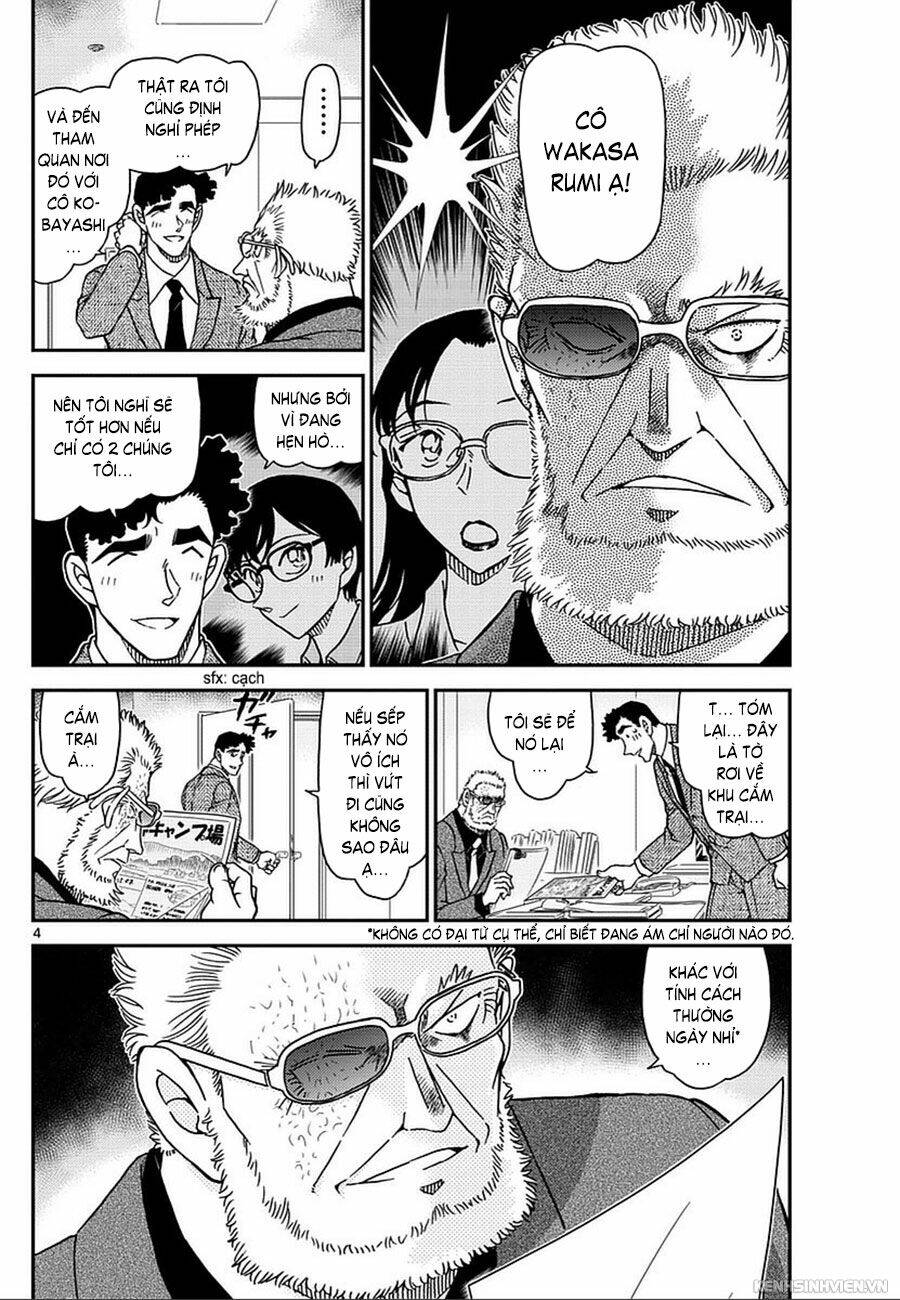 CÔ
WAKASA
RUMI Ạ!
....
THẬT RA TÔI
CŨNG ĐỊNH
NGHỈ PHÉP
...
VÀ ĐẾN
THAM
QUAN NƠI
ĐÓ VỚI
CÔ KO-
BAYASHI
...
NHƯNG BỞI
VÌ ĐANG
HẸN HÒ...
NÊN TÔI NGHĨ SẼ
TỐT HƠN NẾU
CHỈ CÓ 2 CHÚNG
TÔI...
T... TÓM
LẠI... ĐÂY
LÀ TỜ
RƠI VỀ
KHU CẮM
TRẠI...
TÔI SẼ ĐỂ
NÓ LẠI
...
sfx: cạch
ガチャ
NẾU SẾP
THẤY NÓ
VÔ ÍCH
THÌ VỨT
ĐI CŨNG
KHÔNG
SAO ĐÂU
Ạ...
CẮM
TRẠI
À...
キャンプ場
4
*KHÔNG CÓ ĐẠI TỪ CỤ THỂ, CHỈ BIẾT ĐANG ÁM CHỈ NGƯỜI NÀO ĐÓ.
KHÁC VỚI
TÍNH CÁCH
THƯỜNG
NGÀY NHỈ*
...
KENHSINHVIEN.VN